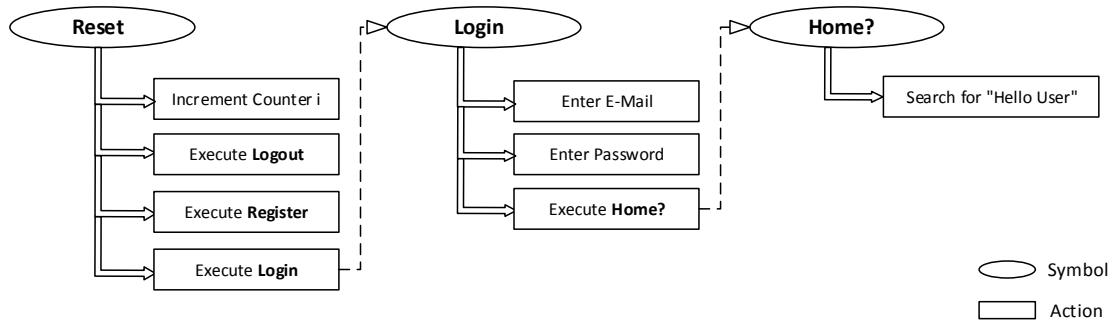 Reset
Increment Counter i
Execute Logout
Execute Register
Execute Login
Login
Enter E-Mail
Enter Password
Execute Home?
Home?
Search for "Hello User"
Symbol
Action